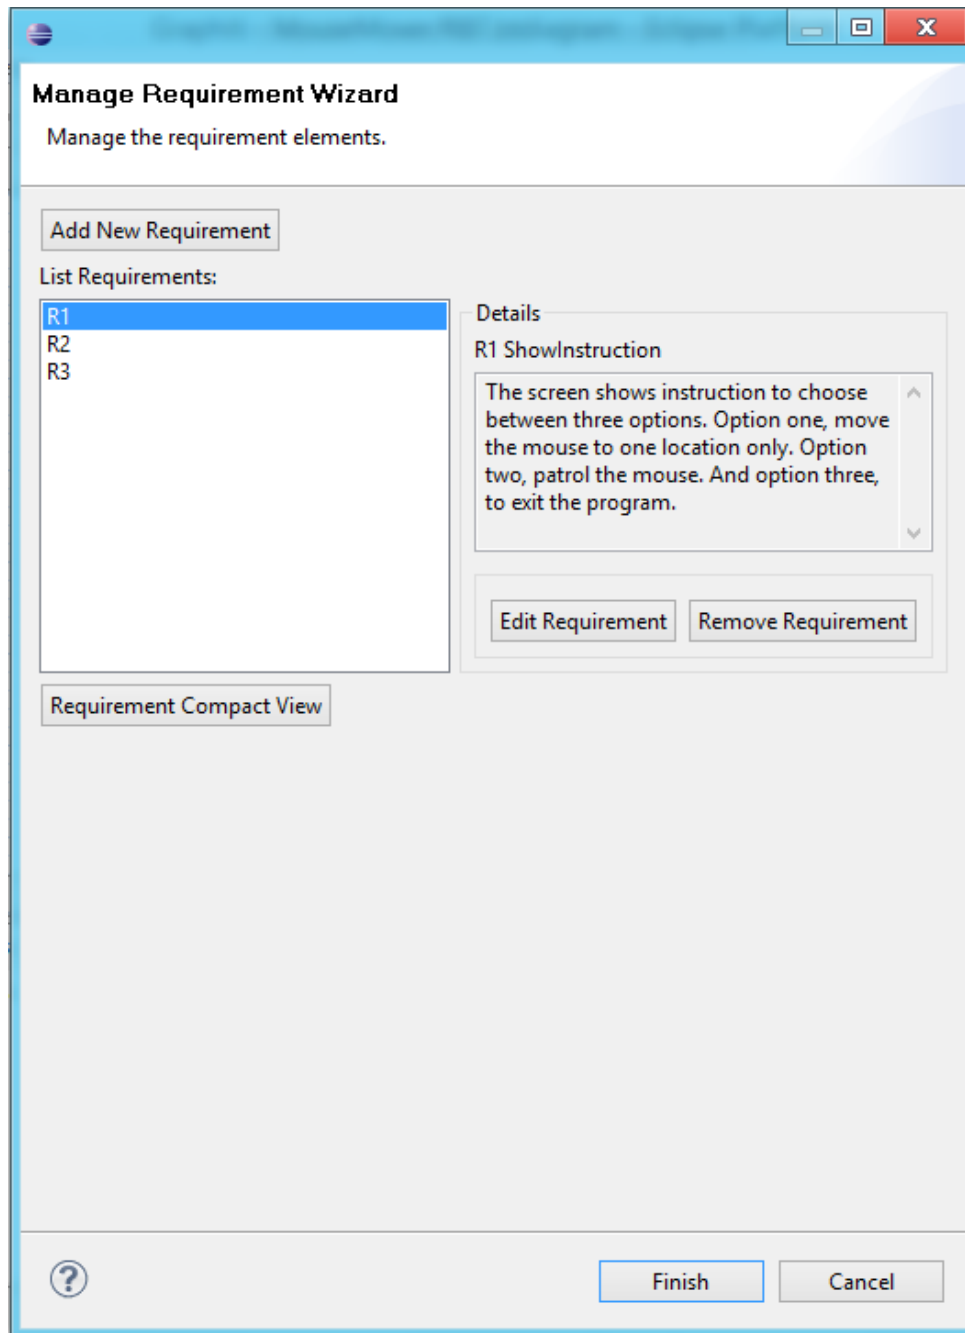 Manage Requirement Wizard
Manage the requirement elements.
Add New Requirement
List Requirements:
R1
R2
R3
Details
R1 ShowInstruction
The screen shows instruction to choose
between three options. Option one, move
the mouse to one location only. Option
two, patrol the mouse. And option three,
to exit the program.
Edit Requirement
Remove Requirement
Requirement Compact View
Finish
Cancel